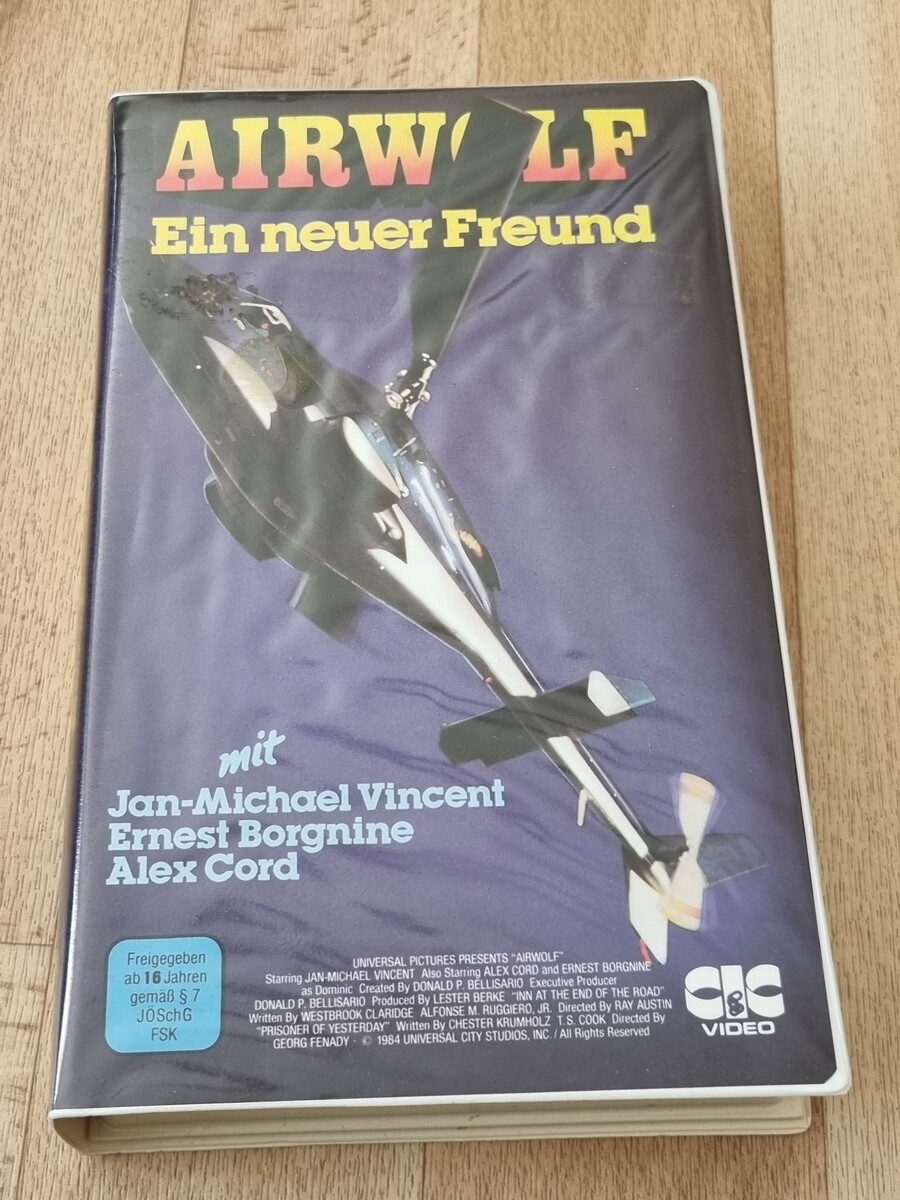 AIRWOLF
Ein neuer Freund
mit
Jan-Michael Vincent
Ernest Borgnine
Alex Cord
Freigegeben
ab 16 Jahren
gemäß § 7
JÖSchG
FSK
UNIVERSAL PICTURES PRESENTS "AIRWOLF"
Starring JAN-MICHAEL VINCENT Also Starring ALEX CORD and ERNEST BORGNINE
as Dominic Created By DONALD P. BELLISARIO Executive Producer
DONALD P. BELLISARIO Produced By LESTER BERKE "INN AT THE END OF THE ROAD"
Written By WESTBROOK CLARIDGE ALFONSE M. RUGGIERO, JR. Directed By RAY AUSTIN
"PRISONER OF YESTERDAY" Written By CHESTER KRUMHOLZ T.S. COOK Directed By
GEORG FENADY - © 1984 UNIVERSAL CITY STUDIOS, INC. / All Rights Reserved
CIC
VIDEO